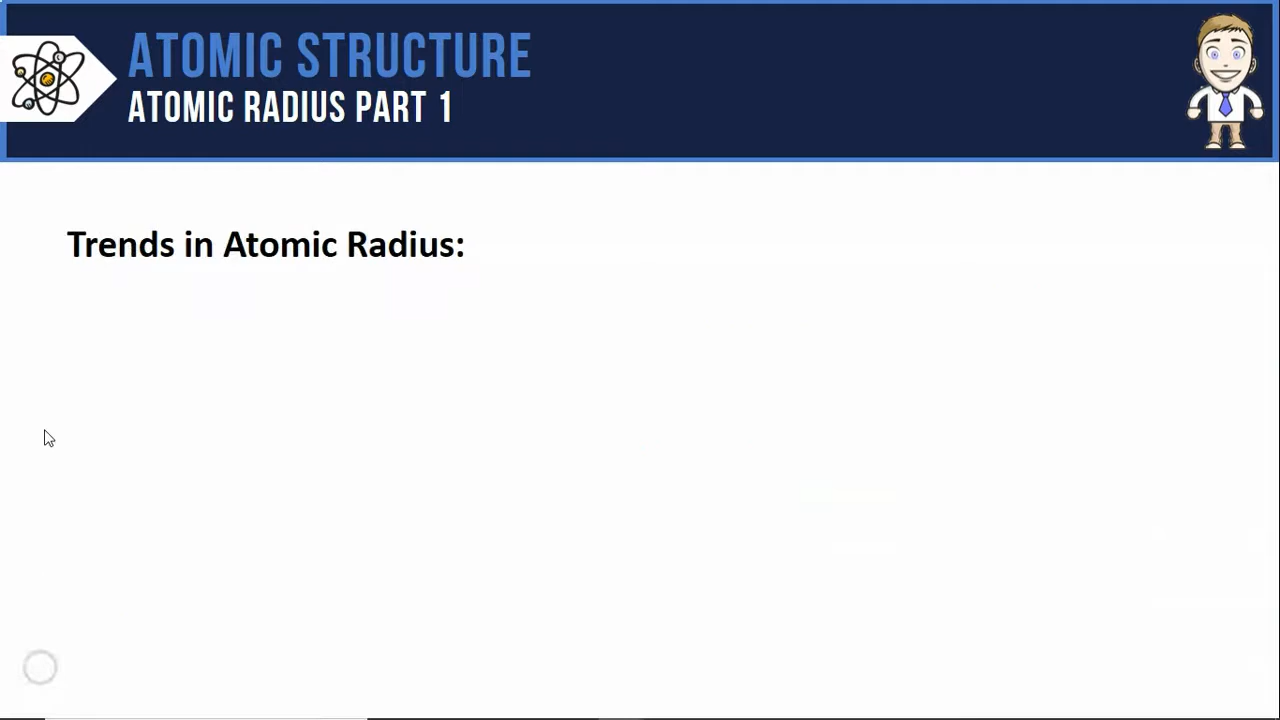 ATOMIC STRUCTURE
ATOMIC RADIUS PART 1
Trends in Atomic Radius: